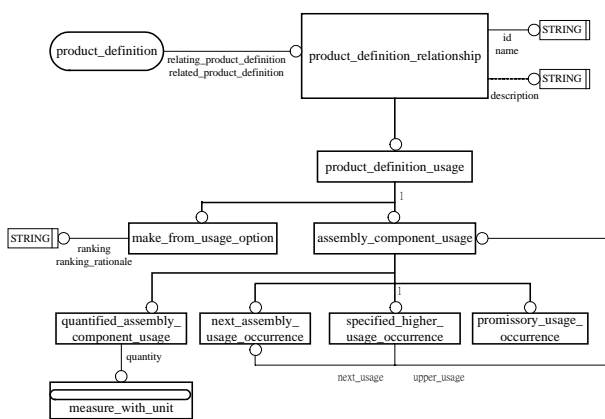 id
STRING
name
product_definition
relating_product_definition
related_product_definition
product_definition_relationship
STRING
description
product_definition_usage
1
STRING
ranking
ranking_rationale
make_from_usage_option
assembly_component_usage
1
quantified_assembly_
component_usage
next_assembly_
usage_occurrence
specified_higher_
usage_occurrence
promissory_usage_
occurrence
quantity
next_usage
upper_usage
measure_with_unit